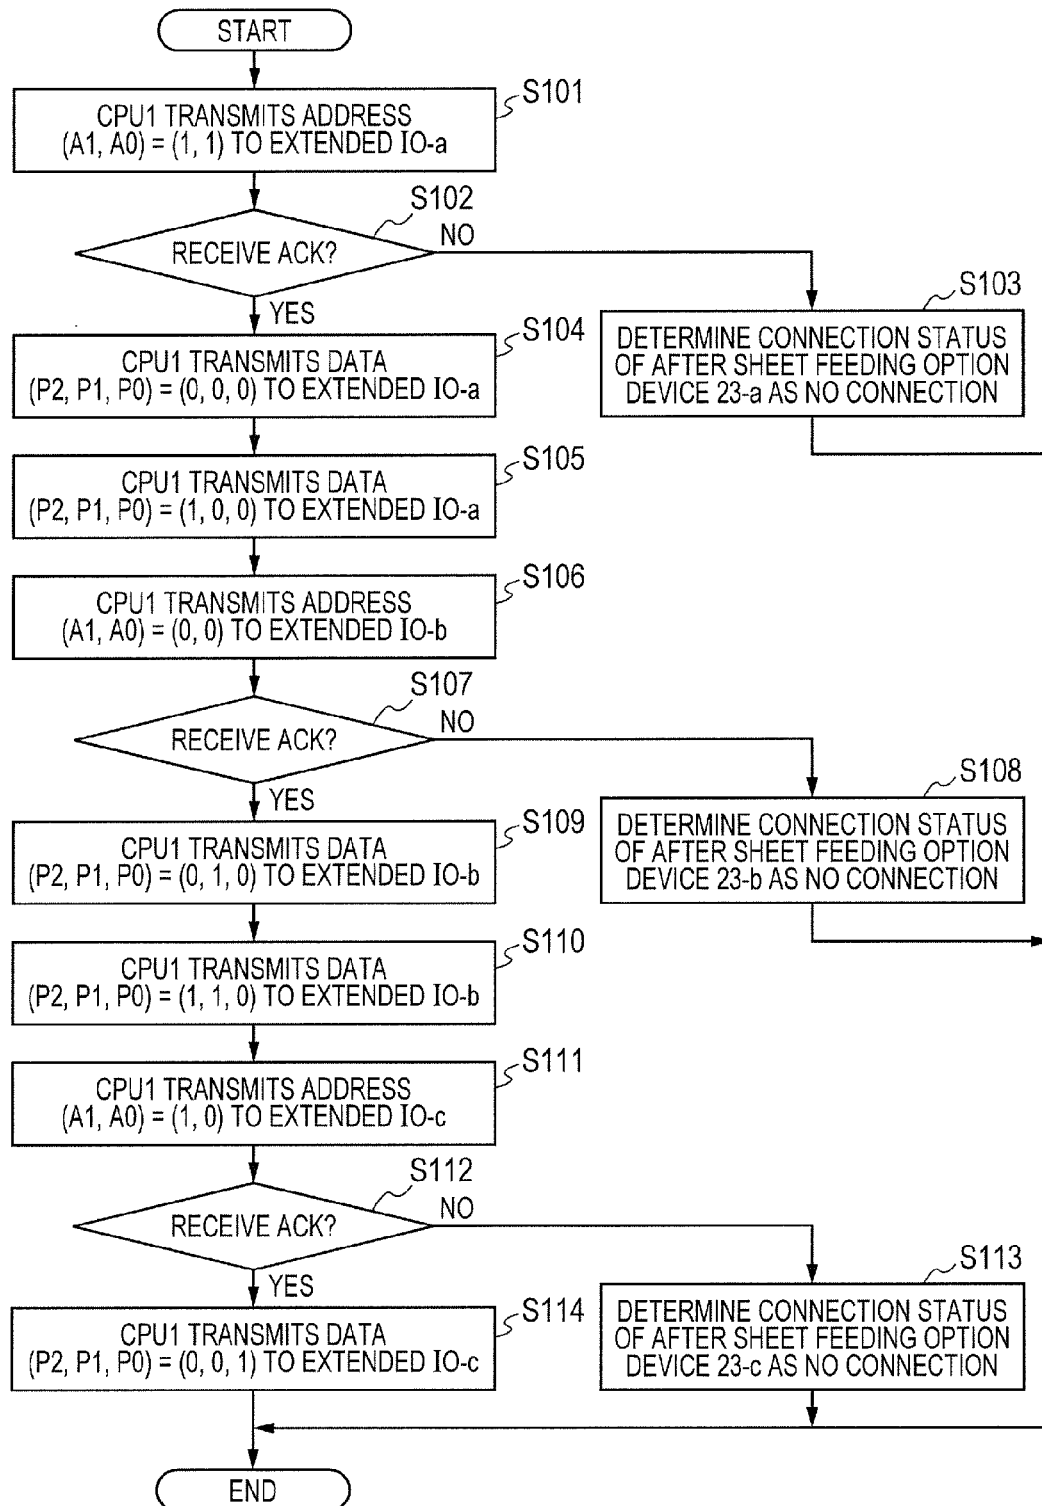 START
S101
CPU1 TRANSMITS ADDRESS
(A1, A0) = (1, 1) TO EXTENDED IO-a
S102
RECEIVE ACK?
NO
YES
S103
DETERMINE CONNECTION STATUS
OF AFTER SHEET FEEDING OPTION
DEVICE 23-a AS NO CONNECTION
S104
CPU1 TRANSMITS DATA
(P2, P1, P0) = (0, 0, 0) TO EXTENDED IO-a
S105
CPU1 TRANSMITS DATA
(P2, P1, P0) = (1, 0, 0) TO EXTENDED IO-a
S106
CPU1 TRANSMITS ADDRESS
(A1, A0) = (0, 0) TO EXTENDED IO-b
S107
RECEIVE ACK?
NO
YES
S108
DETERMINE CONNECTION STATUS
OF AFTER SHEET FEEDING OPTION
DEVICE 23-b AS NO CONNECTION
S109
CPU1 TRANSMITS DATA
(P2, P1, P0) = (0, 1, 0) TO EXTENDED IO-b
S110
CPU1 TRANSMITS DATA
(P2, P1, P0) = (1, 1, 0) TO EXTENDED IO-b
S111
CPU1 TRANSMITS ADDRESS
(A1, A0) = (1, 0) TO EXTENDED IO-c
S112
RECEIVE ACK?
NO
YES
S113
DETERMINE CONNECTION STATUS
OF AFTER SHEET FEEDING OPTION
DEVICE 23-c AS NO CONNECTION
S114
CPU1 TRANSMITS DATA
(P2, P1, P0) = (0, 0, 1) TO EXTENDED IO-c
END